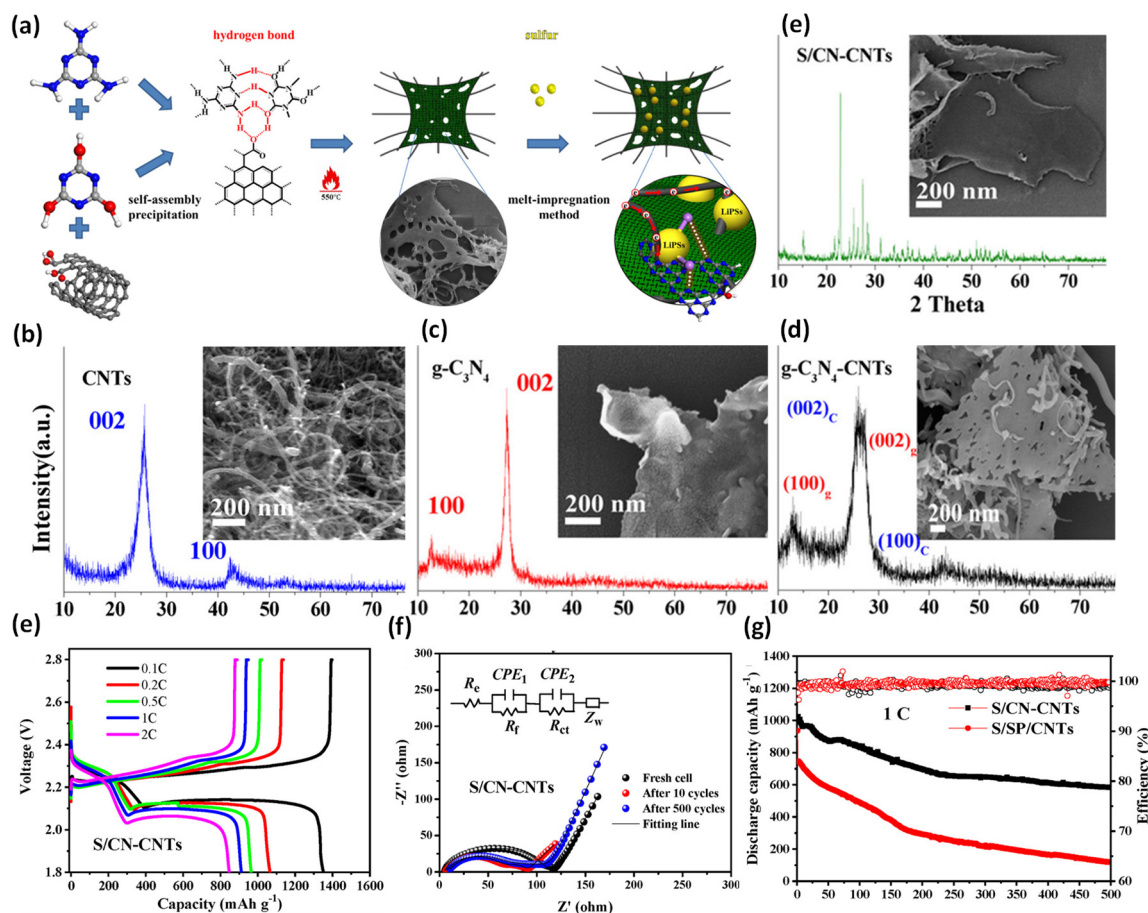 (a)
hydrogen bond
self-assembly
precipitation
550°C
sulfur
melt-impregnation
method
LiPSs
LiPSs
(e)
S/CN-CNTs
200 nm
10 20 30 40 50 60 70
2 Theta
(b)
CNTs
002
100
200 nm
Intensity(a.u.)
10 20 30 40 50 60 70
(c)
g-C₃N₄
002
100
200 nm
10 20 30 40 50 60 70
(d)
g-C₃N₄-CNTs
(002)C
(002)g
(100)g
(100)C
200 nm
10 20 30 40 50 60 70
(e)
2.8
2.6
2.4
2.2
2.0
1.8
Voltage (V)
0.1C
0.2C
0.5C
1C
2C
S/CN-CNTs
0 200 400 600 800 1000 1200 1400 1600
Capacity (mAh g⁻¹)
(f)
300
250
200
150
100
50
0
-Z'' (ohm)
Re
CPE1
Rf
CPE2
Rct
Zw
S/CN-CNTs
Fresh cell
After 10 cycles
After 500 cycles
Fitting line
0 50 100 150 200 250 300
Z' (ohm)
(g)
1400
1200
1000
800
600
400
200
0
Discharge capacity (mAh g⁻¹)
1 C
S/CN-CNTs
S/SP/CNTs
100
90
80
70
60
Efficiency (%)
0 50 100 150 200 250 300 350 400 450 500